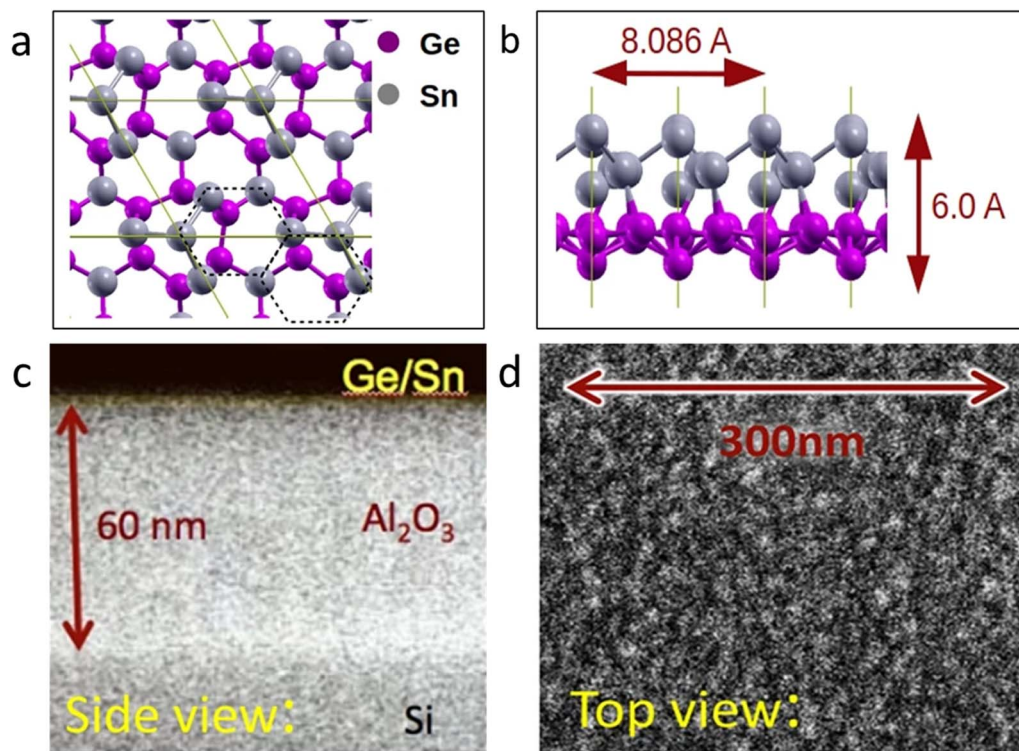 a
Ge
Sn
b
8.086 A
6.0 A
c
Ge/Sn
60 nm
Al₂O₃
Side view:
Si
d
300nm
Top view: